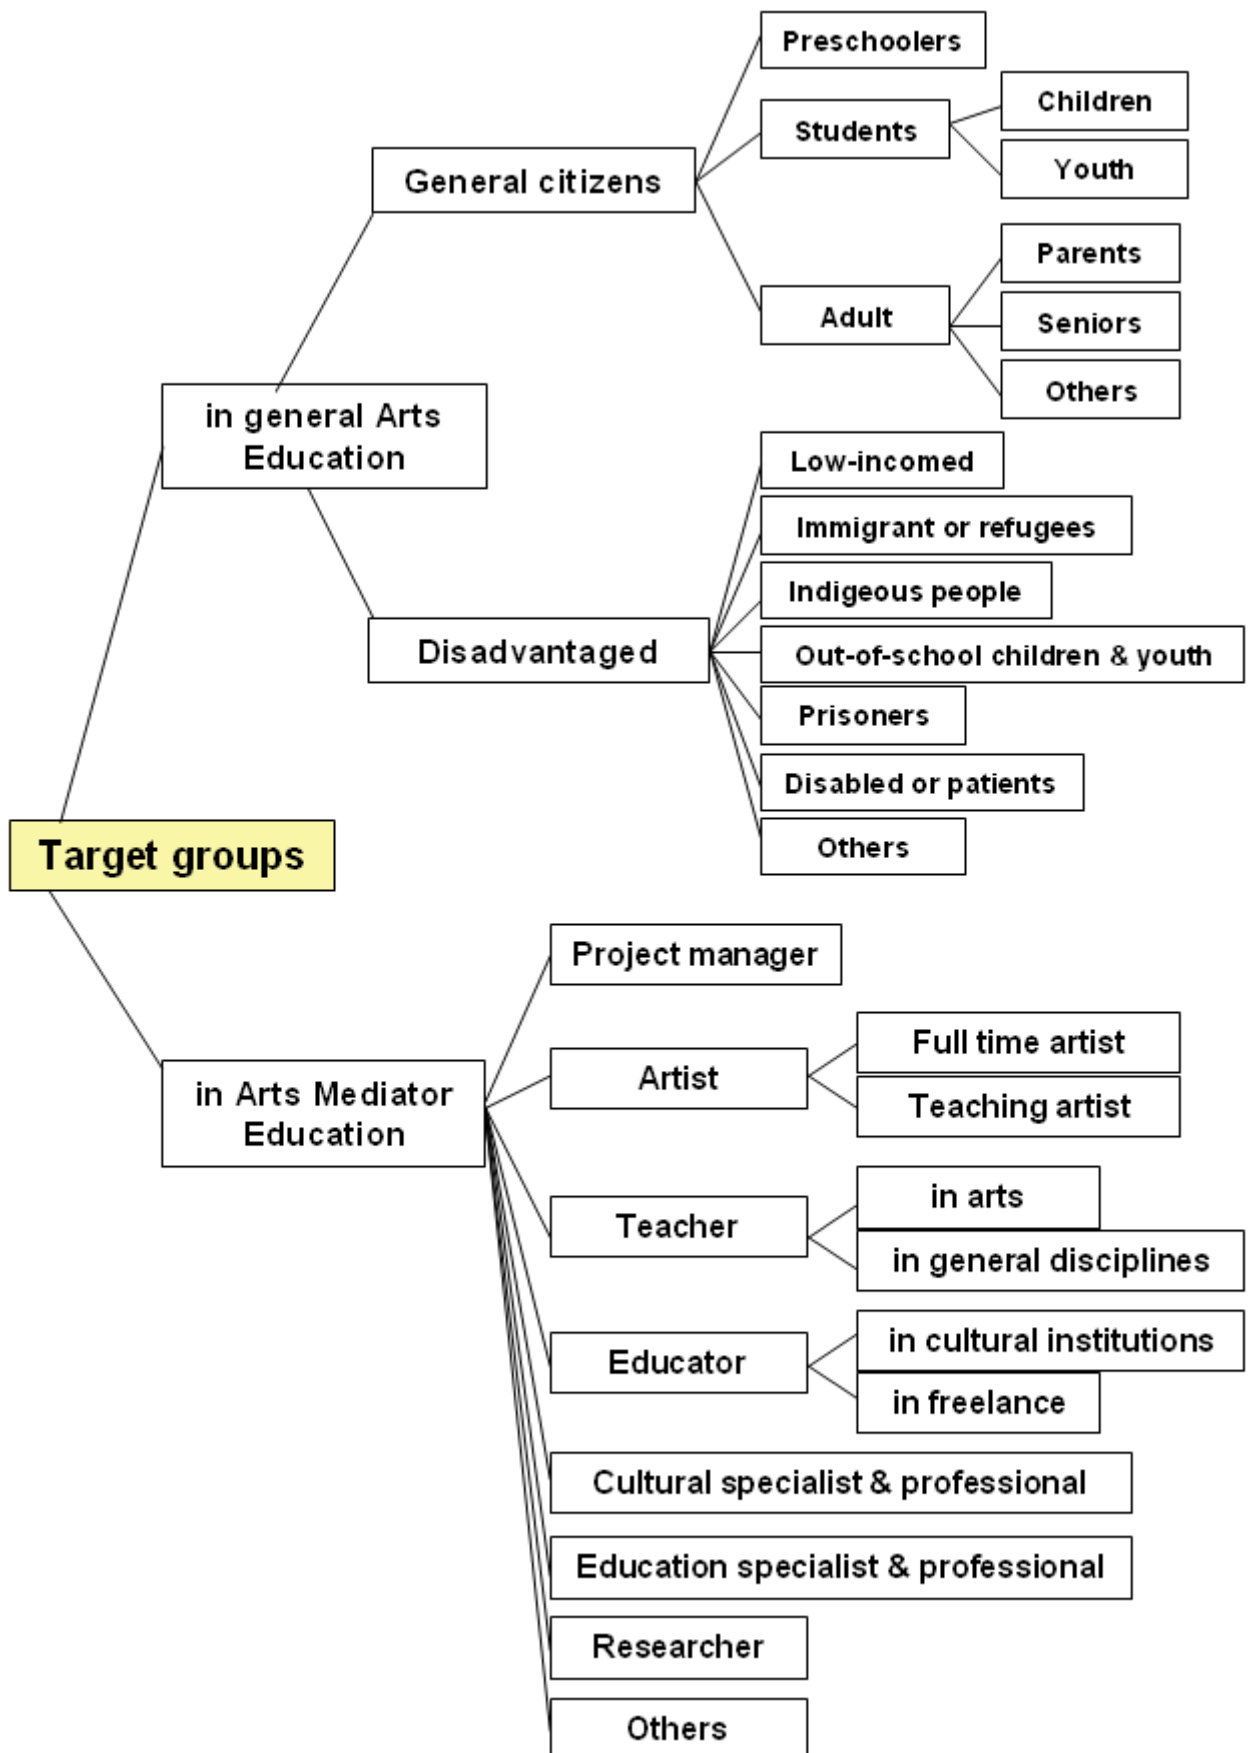 Preschoolers
Students
Children
Youth
General citizens
Adult
Parents
Seniors
Others
in general Arts
Education
Disadvantaged
Low-incomed
Immigrant or refugees
Indigeous people
Out-of-school children & youth
Prisoners
Disabled or patients
Others
Target groups
in Arts Mediator
Education
Project manager
Artist
Full time artist
Teaching artist
Teacher
in arts
in general disciplines
Educator
in cultural institutions
in freelance
Cultural specialist & professional
Education specialist & professional
Researcher
Others